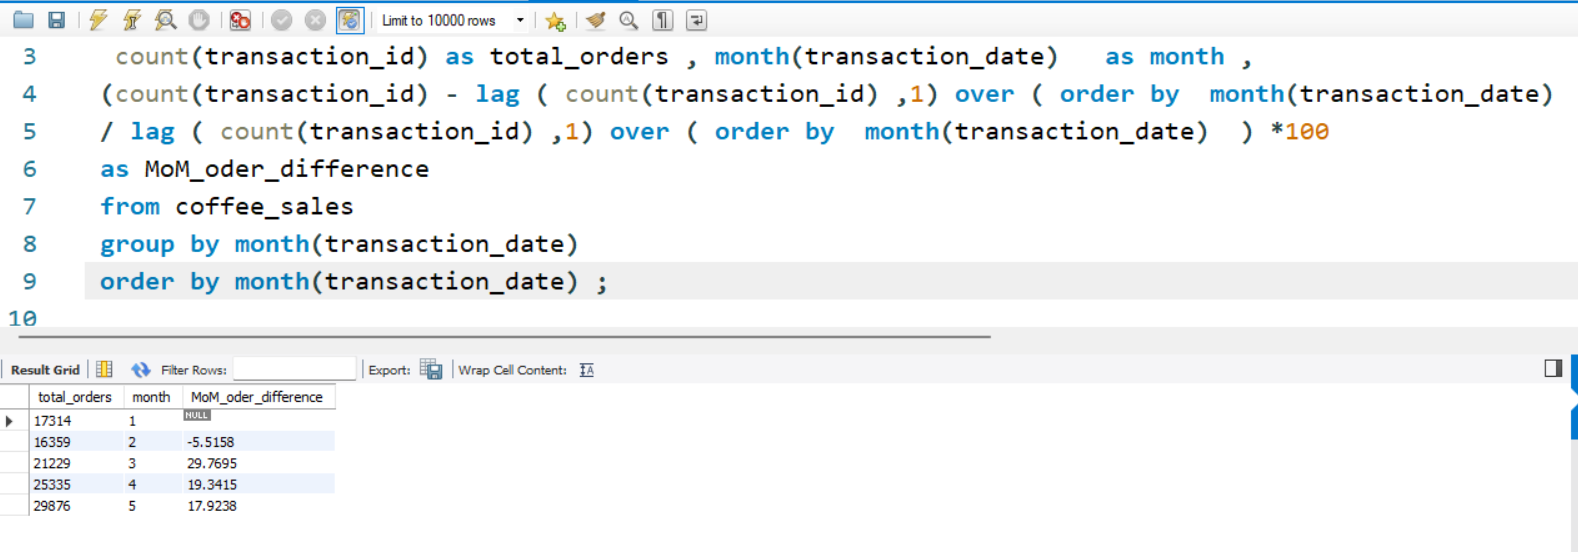 Limit to 10000 rows
3 count(transaction_id) as total_orders , month(transaction_date) as month ,
4 (count(transaction_id) - lag ( count(transaction_id) ,1) over ( order by month(transaction_date)
5 / lag ( count(transaction_id) ,1) over ( order by month(transaction_date) ) *100
6 as MoM_oder_difference
7 from coffee_sales
8 group by month(transaction_date)
9 order by month(transaction_date) ;
10
Result Grid Filter Rows: Export: Wrap Cell Content:
total_orders month MoM_oder_difference
17314 1 NULL
16359 2 -5.5158
21229 3 29.7695
25335 4 19.3415
29876 5 17.9238